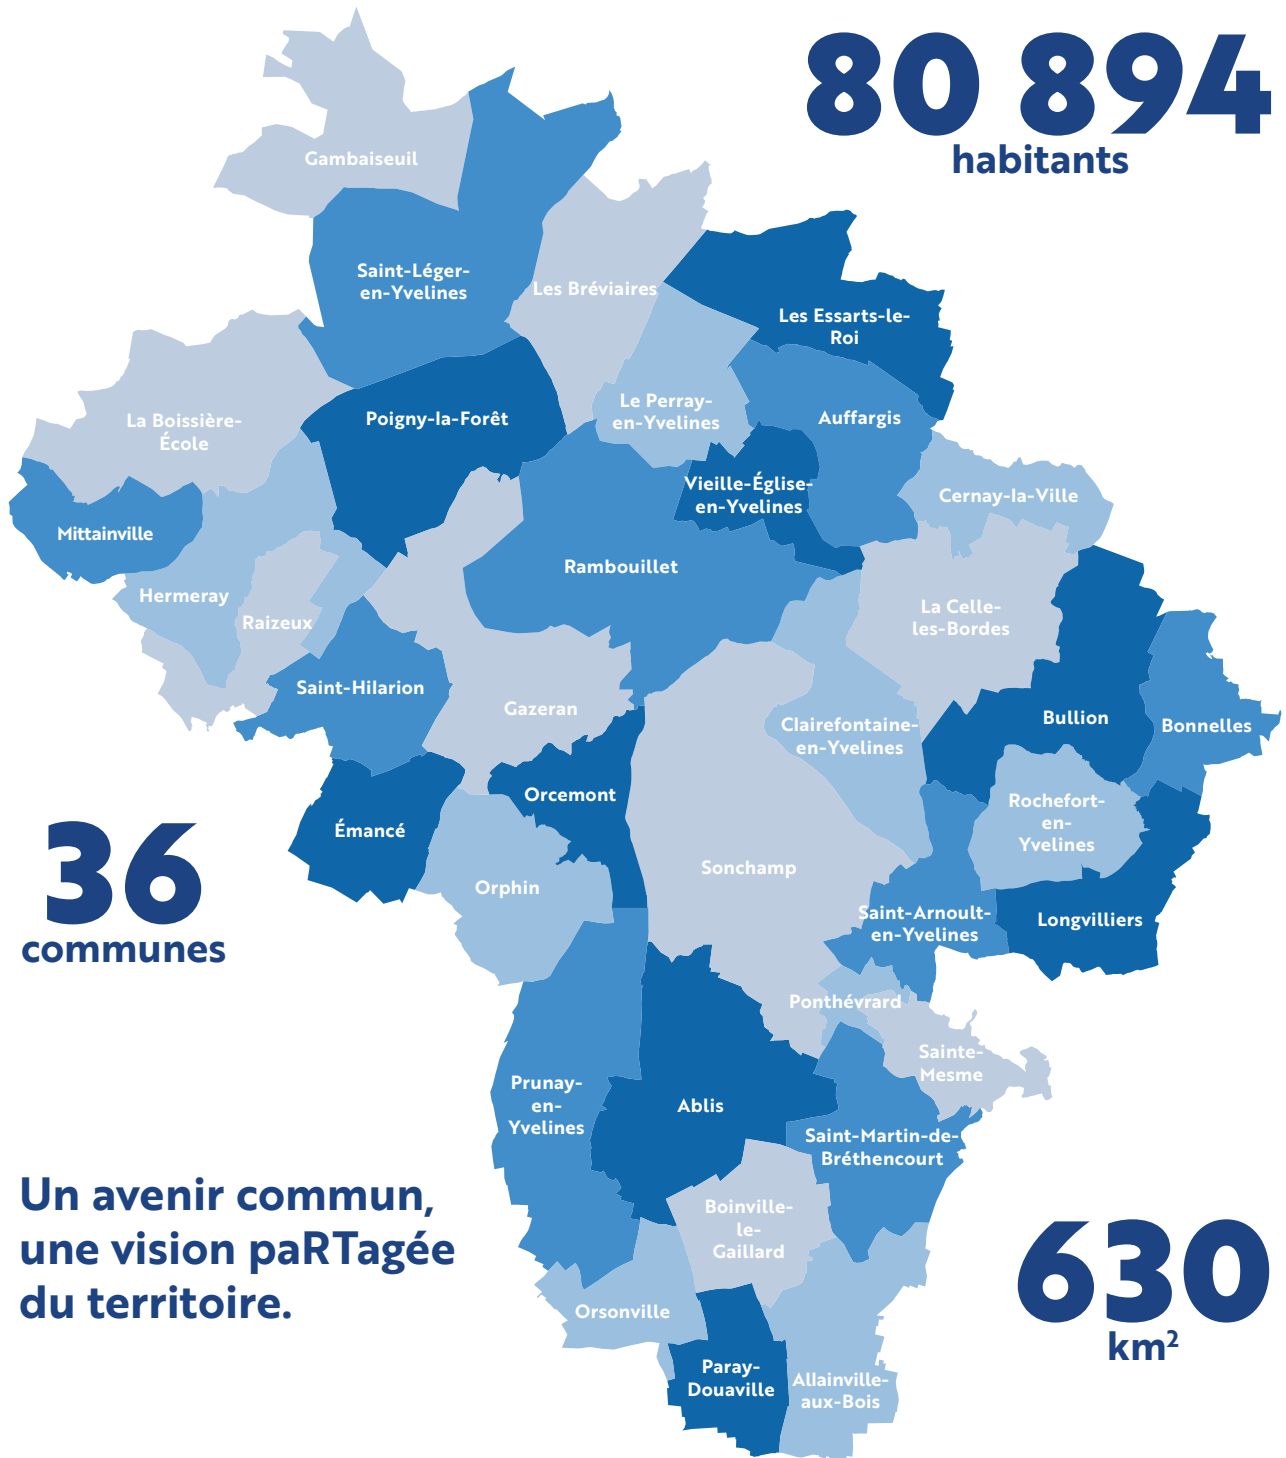 80 894
habitants
Gambaiseuil
Saint-Léger-
en-Yvelines
Les Bréviaires
Les Essarts-le-
Roi
La Boissière-
École
Poigny-la-Forêt
Le Perray-
en-Yvelines
Auffargis
Vieille-Église-
en-Yvelines
Cernay-la-Ville
Mittainville
Rambouillet
Hermeray
Raizeux
La Celle-
les-Bordes
Saint-Hilarion
Gazeran
Clairefontaine-
en-Yvelines
Bullion
Bonnelles
Orcemont
Émancé
Rochefort-
en-
Yvelines
36
communes
Orphin
Sonchamp
Saint-Arnoult-
en-Yvelines
Longvilliers
Ponthévrard
Sainte-
Mesme
Prunay-
en-
Yvelines
Ablis
Saint-Martin-de-
Bréthencourt
Un avenir commun,
une vision paRTagée
du territoire.
Boinville-
le-
Gaillard
630
km²
Orsonville
Paray-
Douaville
Allainville-
aux-Bois